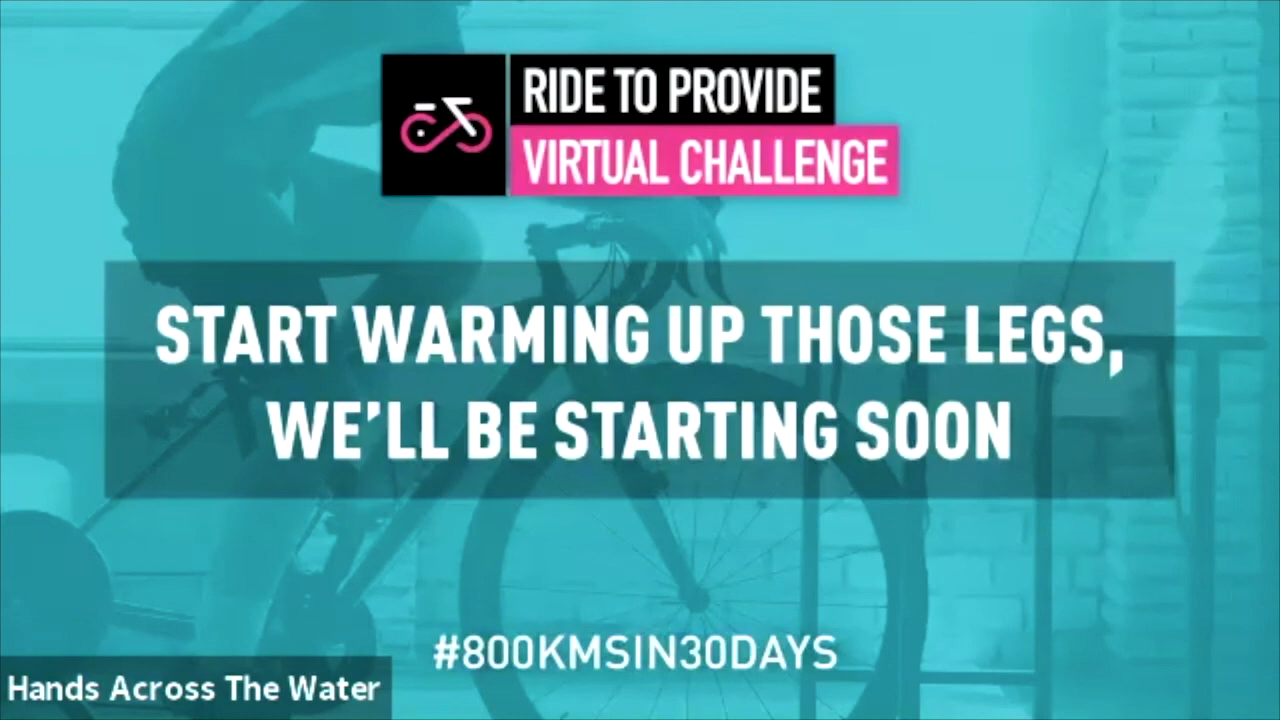 RIDE TO PROVIDE
VIRTUAL CHALLENGE
START WARMING UP THOSE LEGS,
WE'LL BE STARTING SOON
#800KMSIN30DAYS
Hands Across The Water